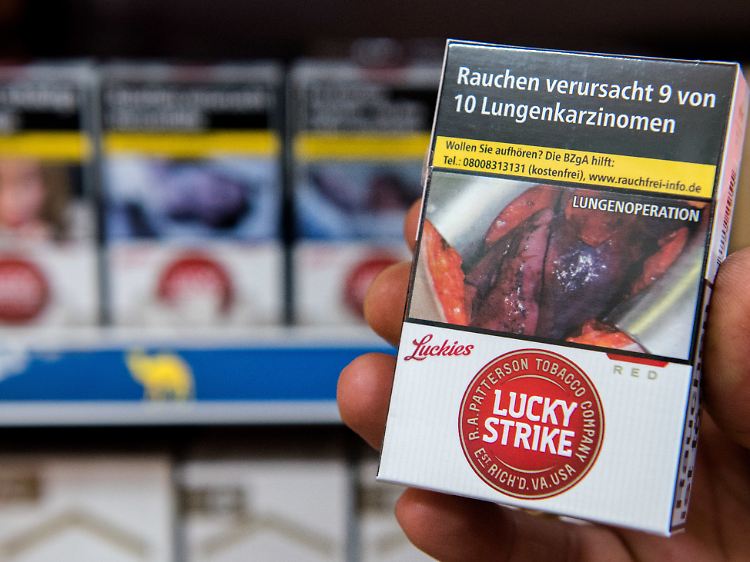 Rauchen verursacht 9 von
10 Lungenkarzinomen
Wollen Sie aufhören? Die BZgA hilft:
Tel.: 08008313131 (kostenfrei), www.rauchfrei-info.de
LUNGENOPERATION
Luckies
RED
R.A. PATTERSON TOBACCO COMPANY
LUCKY
STRIKE
EST. RICH'D. VA. USA